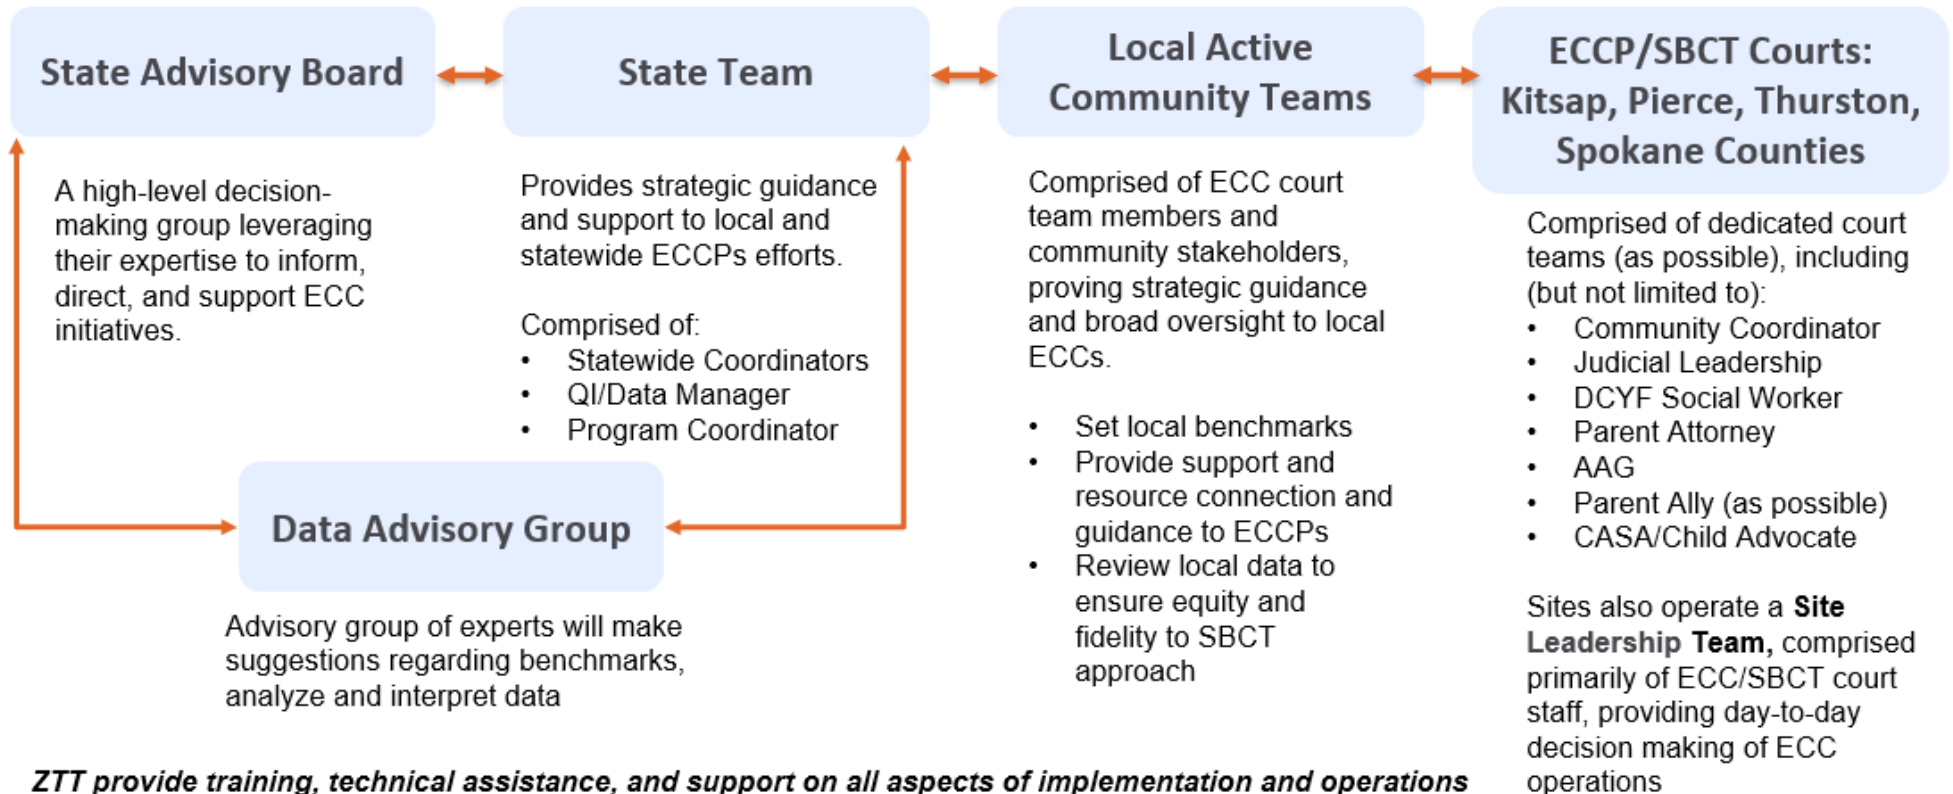 State Advisory Board
A high-level decision-
making group leveraging
their expertise to inform,
direct, and support ECC
initiatives.
State Team
Provides strategic guidance
and support to local and
statewide ECCPs efforts.
Comprised of:
• Statewide Coordinators
• QI/Data Manager
• Program Coordinator
Data Advisory Group
Advisory group of experts will make
suggestions regarding benchmarks,
analyze and interpret data
Local Active
Community Teams
Comprised of ECC court
team members and
community stakeholders,
proving strategic guidance
and broad oversight to local
ECCs.
• Set local benchmarks
• Provide support and
resource connection and
guidance to ECCPs
• Review local data to
ensure equity and
fidelity to SBCT
approach
ECCP/SBCT Courts:
Kitsap, Pierce, Thurston,
Spokane Counties
Comprised of dedicated court
teams (as possible), including
(but not limited to):
• Community Coordinator
• Judicial Leadership
• DCYF Social Worker
• Parent Attorney
• AAG
• Parent Ally (as possible)
• CASA/Child Advocate
Sites also operate a Site
Leadership Team, comprised
primarily of ECC/SBCT court
staff, providing day-to-day
decision making of ECC
operations
ZTT provide training, technical assistance, and support on all aspects of implementation and operations